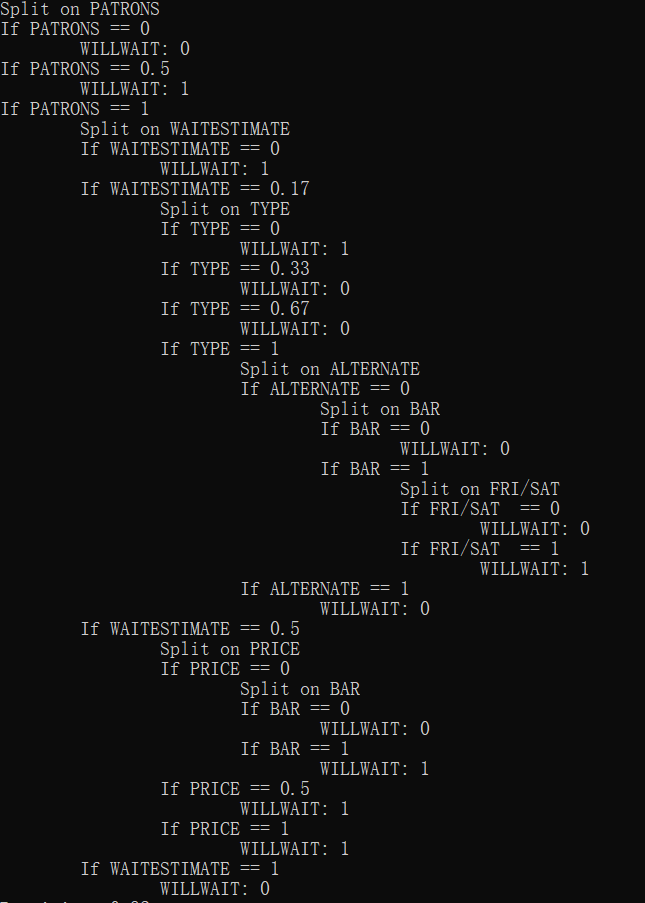 Split on PATRONS
If PATRONS == 0
WILLWAIT: 0
If PATRONS == 0.5
WILLWAIT: 1
If PATRONS == 1
Split on WAITESTIMATE
If WAITESTIMATE == 0
WILLWAIT: 1
If WAITESTIMATE == 0.17
Split on TYPE
If TYPE == 0
WILLWAIT: 1
If TYPE == 0.33
WILLWAIT: 0
If TYPE == 0.67
WILLWAIT: 0
If TYPE == 1
Split on ALTERNATE
If ALTERNATE == 0
Split on BAR
If BAR == 0
WILLWAIT: 0
If BAR == 1
Split on FRI/SAT
If FRI/SAT  == 0
WILLWAIT: 0
If FRI/SAT  == 1
WILLWAIT: 1
If ALTERNATE == 1
WILLWAIT: 0
If WAITESTIMATE == 0.5
Split on PRICE
If PRICE == 0
Split on BAR
If BAR == 0
WILLWAIT: 0
If BAR == 1
WILLWAIT: 1
If PRICE == 0.5
WILLWAIT: 1
If PRICE == 1
WILLWAIT: 1
If WAITESTIMATE == 1
WILLWAIT: 0